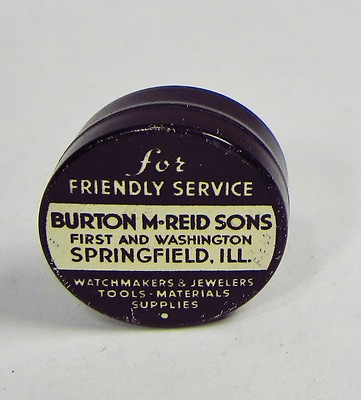 for
FRIENDLY SERVICE
BURTON M•REID SONS
FIRST AND WASHINGTON
SPRINGFIELD, ILL.
WATCHMAKERS & JEWELERS
TOOLS - MATERIALS
SUPPLIES